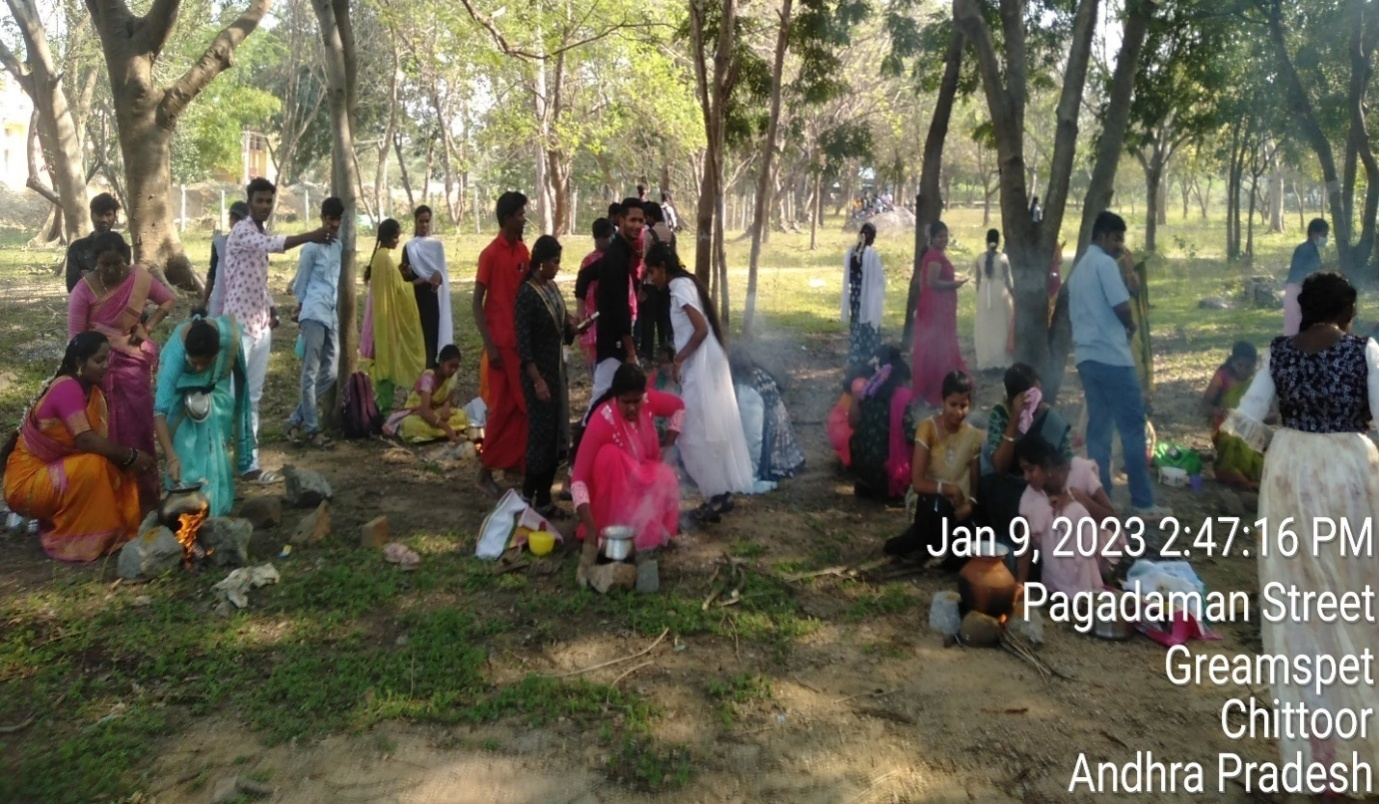 Jan 9, 2023 2:47:16 PM
Pagadaman Street
Greamspet
Chittoor
Andhra Pradesh